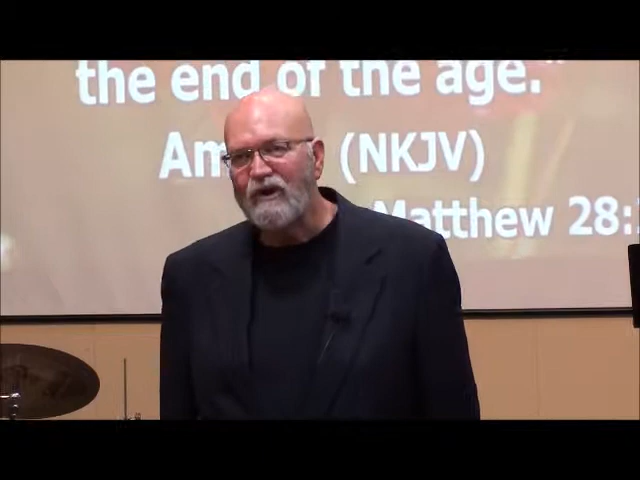 the end of the age."
(NKJV)
Matthew 28: